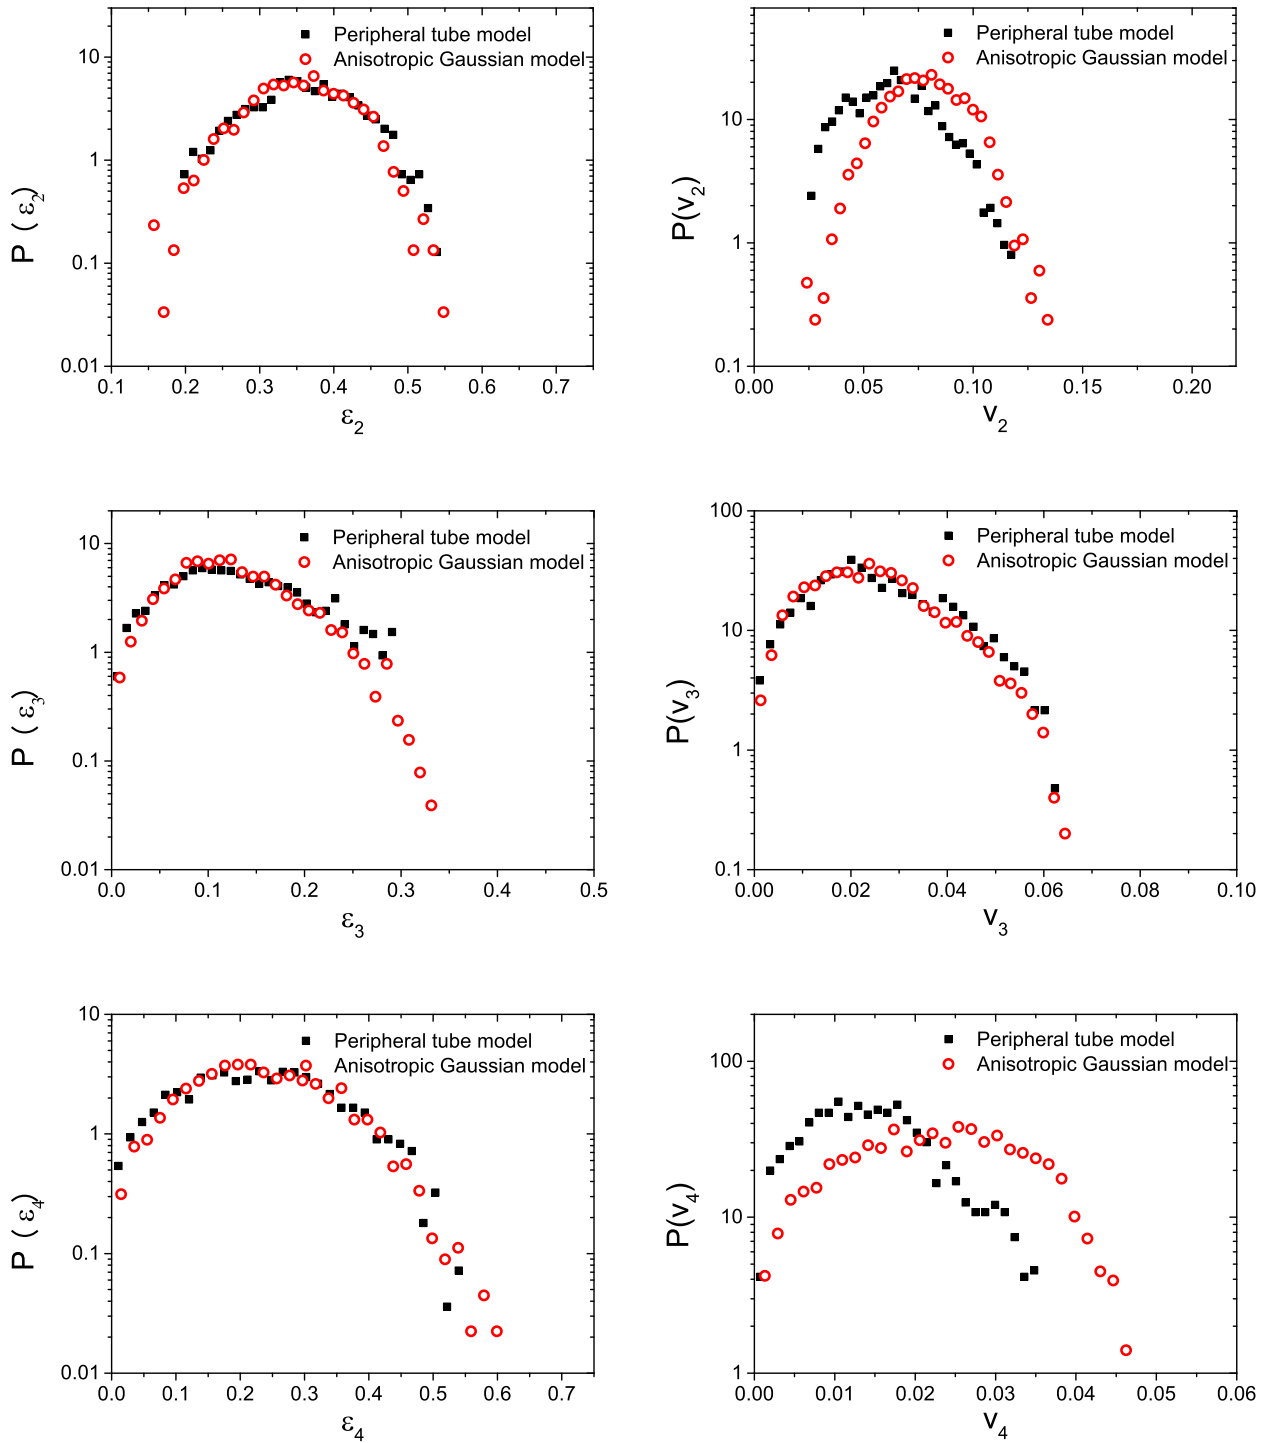 Peripheral tube model
Anisotropic Gaussian model
10
1
0.1
0.01
0.1 0.2 0.3 0.4 0.5 0.6 0.7
P (ε2)
ε2
Peripheral tube model
Anisotropic Gaussian model
10
1
0.1
0.00 0.05 0.10 0.15 0.20
P(v2)
v2
Peripheral tube model
Anisotropic Gaussian model
10
1
0.1
0.01
0.0 0.1 0.2 0.3 0.4 0.5
P (ε3)
ε3
Peripheral tube model
Anisotropic Gaussian model
100
10
1
0.1
0.00 0.02 0.04 0.06 0.08 0.10
P(v3)
v3
Peripheral tube model
Anisotropic Gaussian model
10
1
0.1
0.01
0.0 0.1 0.2 0.3 0.4 0.5 0.6 0.7
P (ε4)
ε4
Peripheral tube model
Anisotropic Gaussian model
100
10
1
0.00 0.01 0.02 0.03 0.04 0.05 0.06
P(v4)
v4